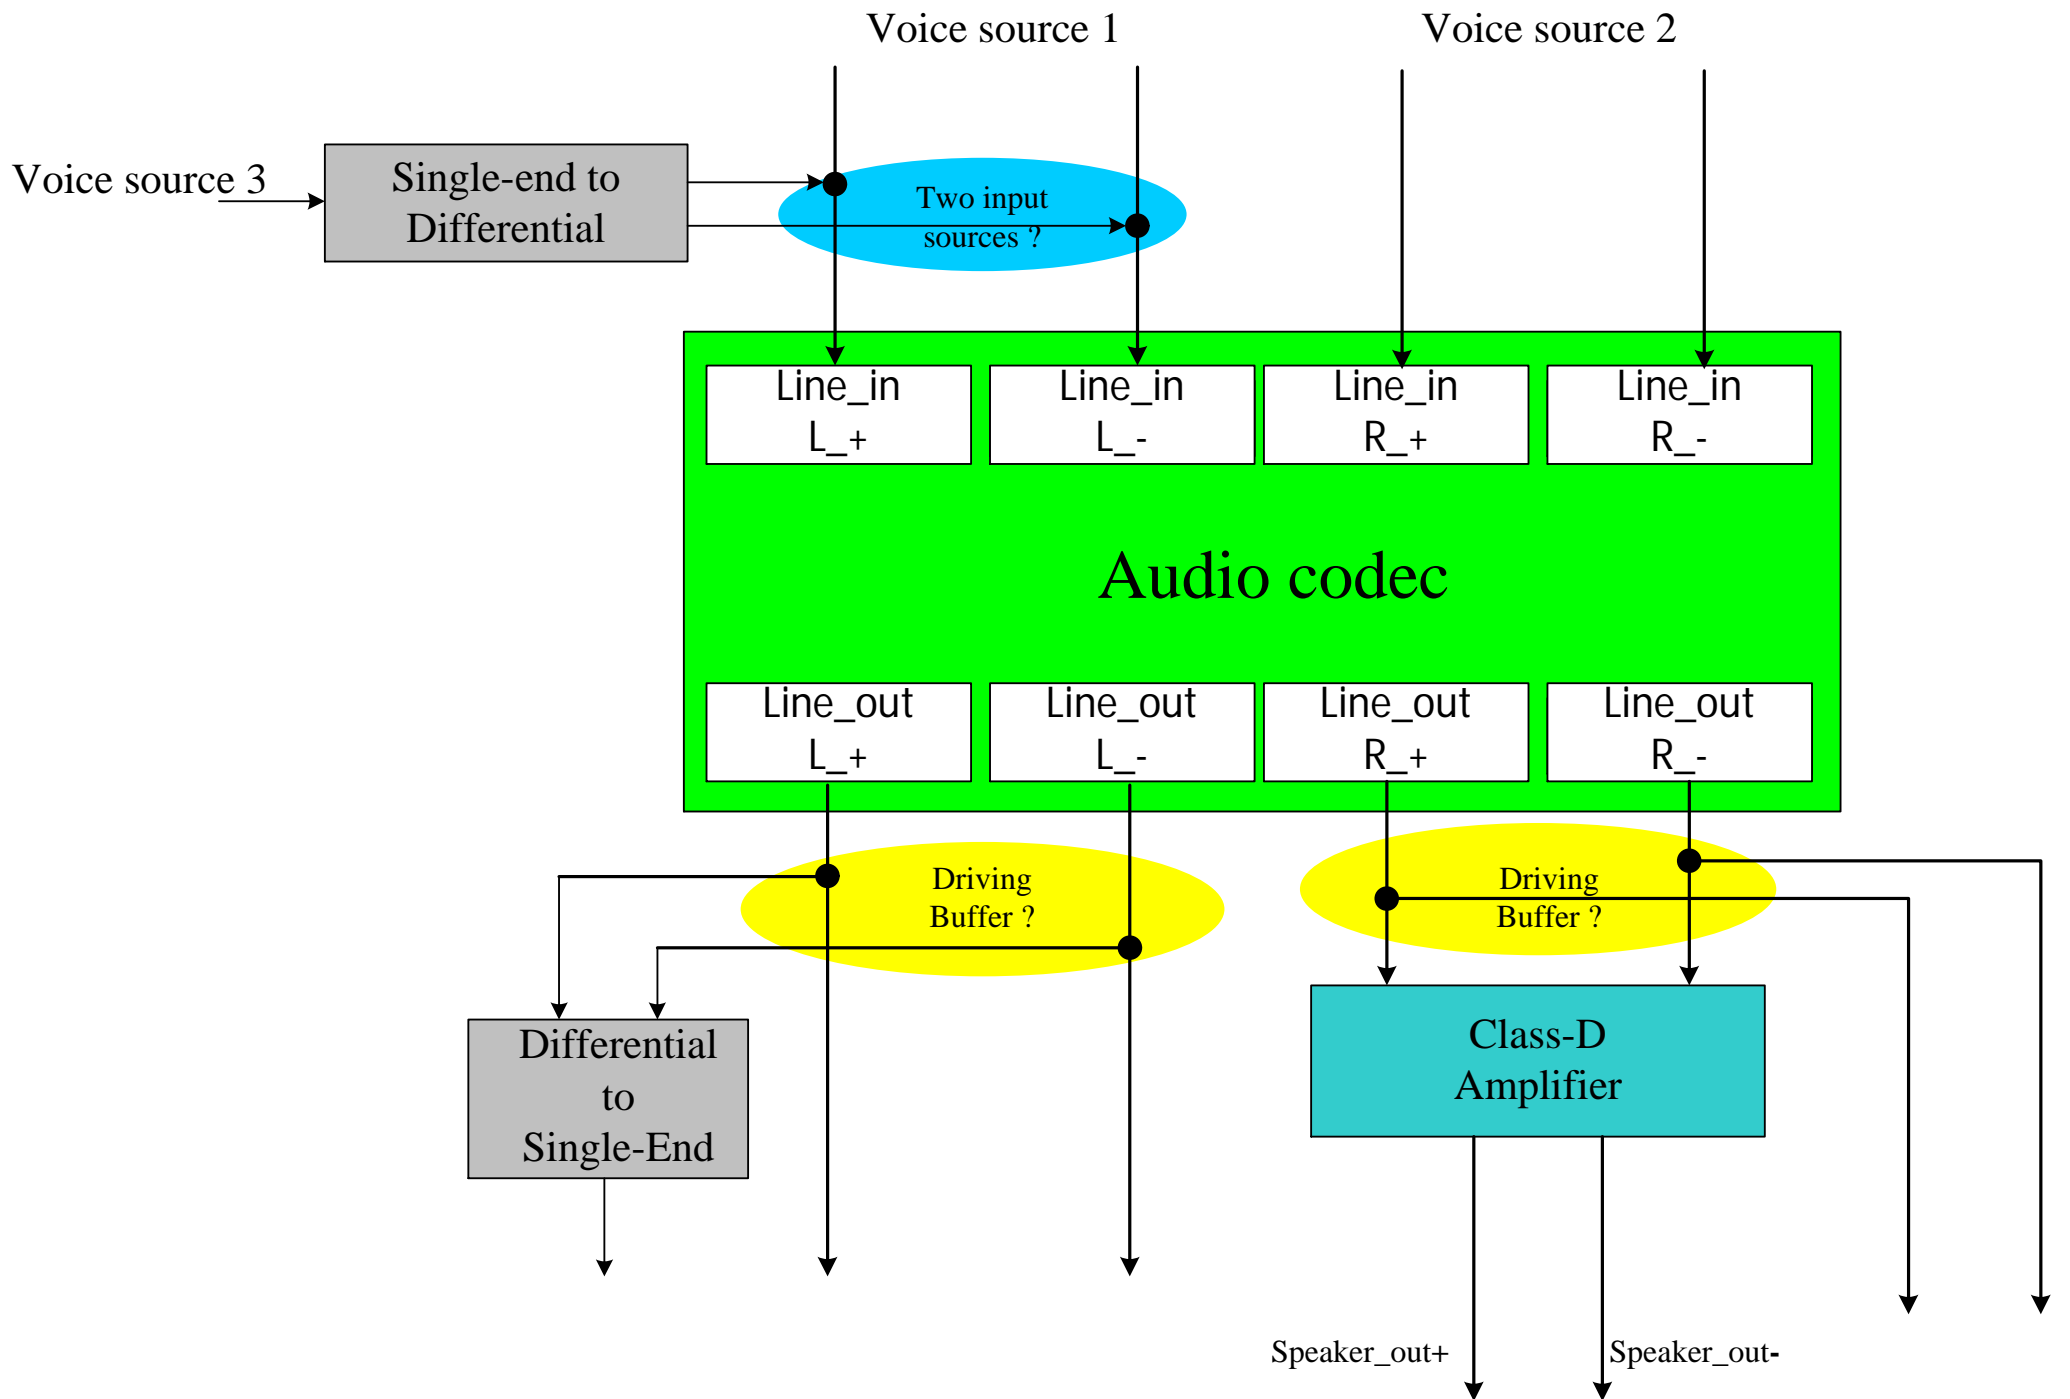 Voice source 1
Voice source 2
Voice source 3
Single-end to
Differential
Two input
sources ?
Line_in
L_+
Line_in
L_-
Line_in
R_+
Line_in
R_-
Audio codec
Line_out
L_+
Line_out
L_-
Line_out
R_+
Line_out
R_-
Driving
Buffer ?
Driving
Buffer ?
Differential
to
Single-End
Class-D
Amplifier
Speaker_out+
Speaker_out-